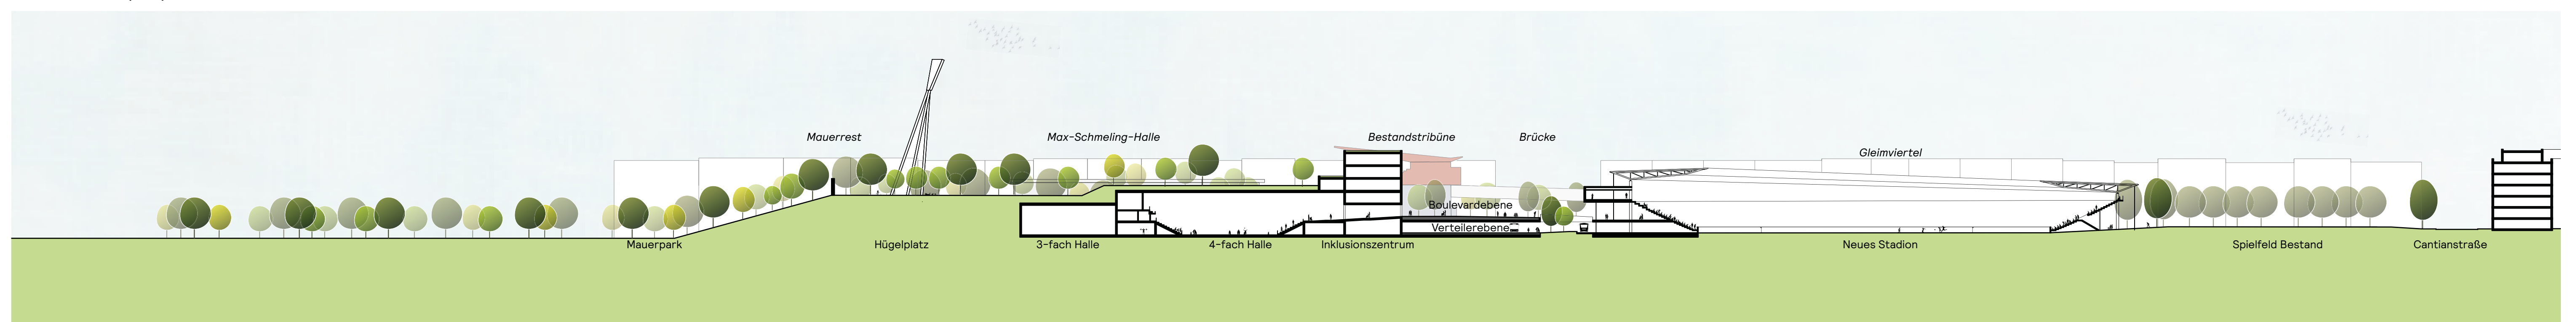 Mauerrest
Max-Schmeling-Halle
Bestandstribüne
Brücke
Gleimviertel
Boulevardebene
Verteilerebene
Mauerpark
Hügelplatz
3-fach Halle
4-fach Halle
Inklusionszentrum
Neues Stadion
Spielfeld Bestand
Cantianstraße